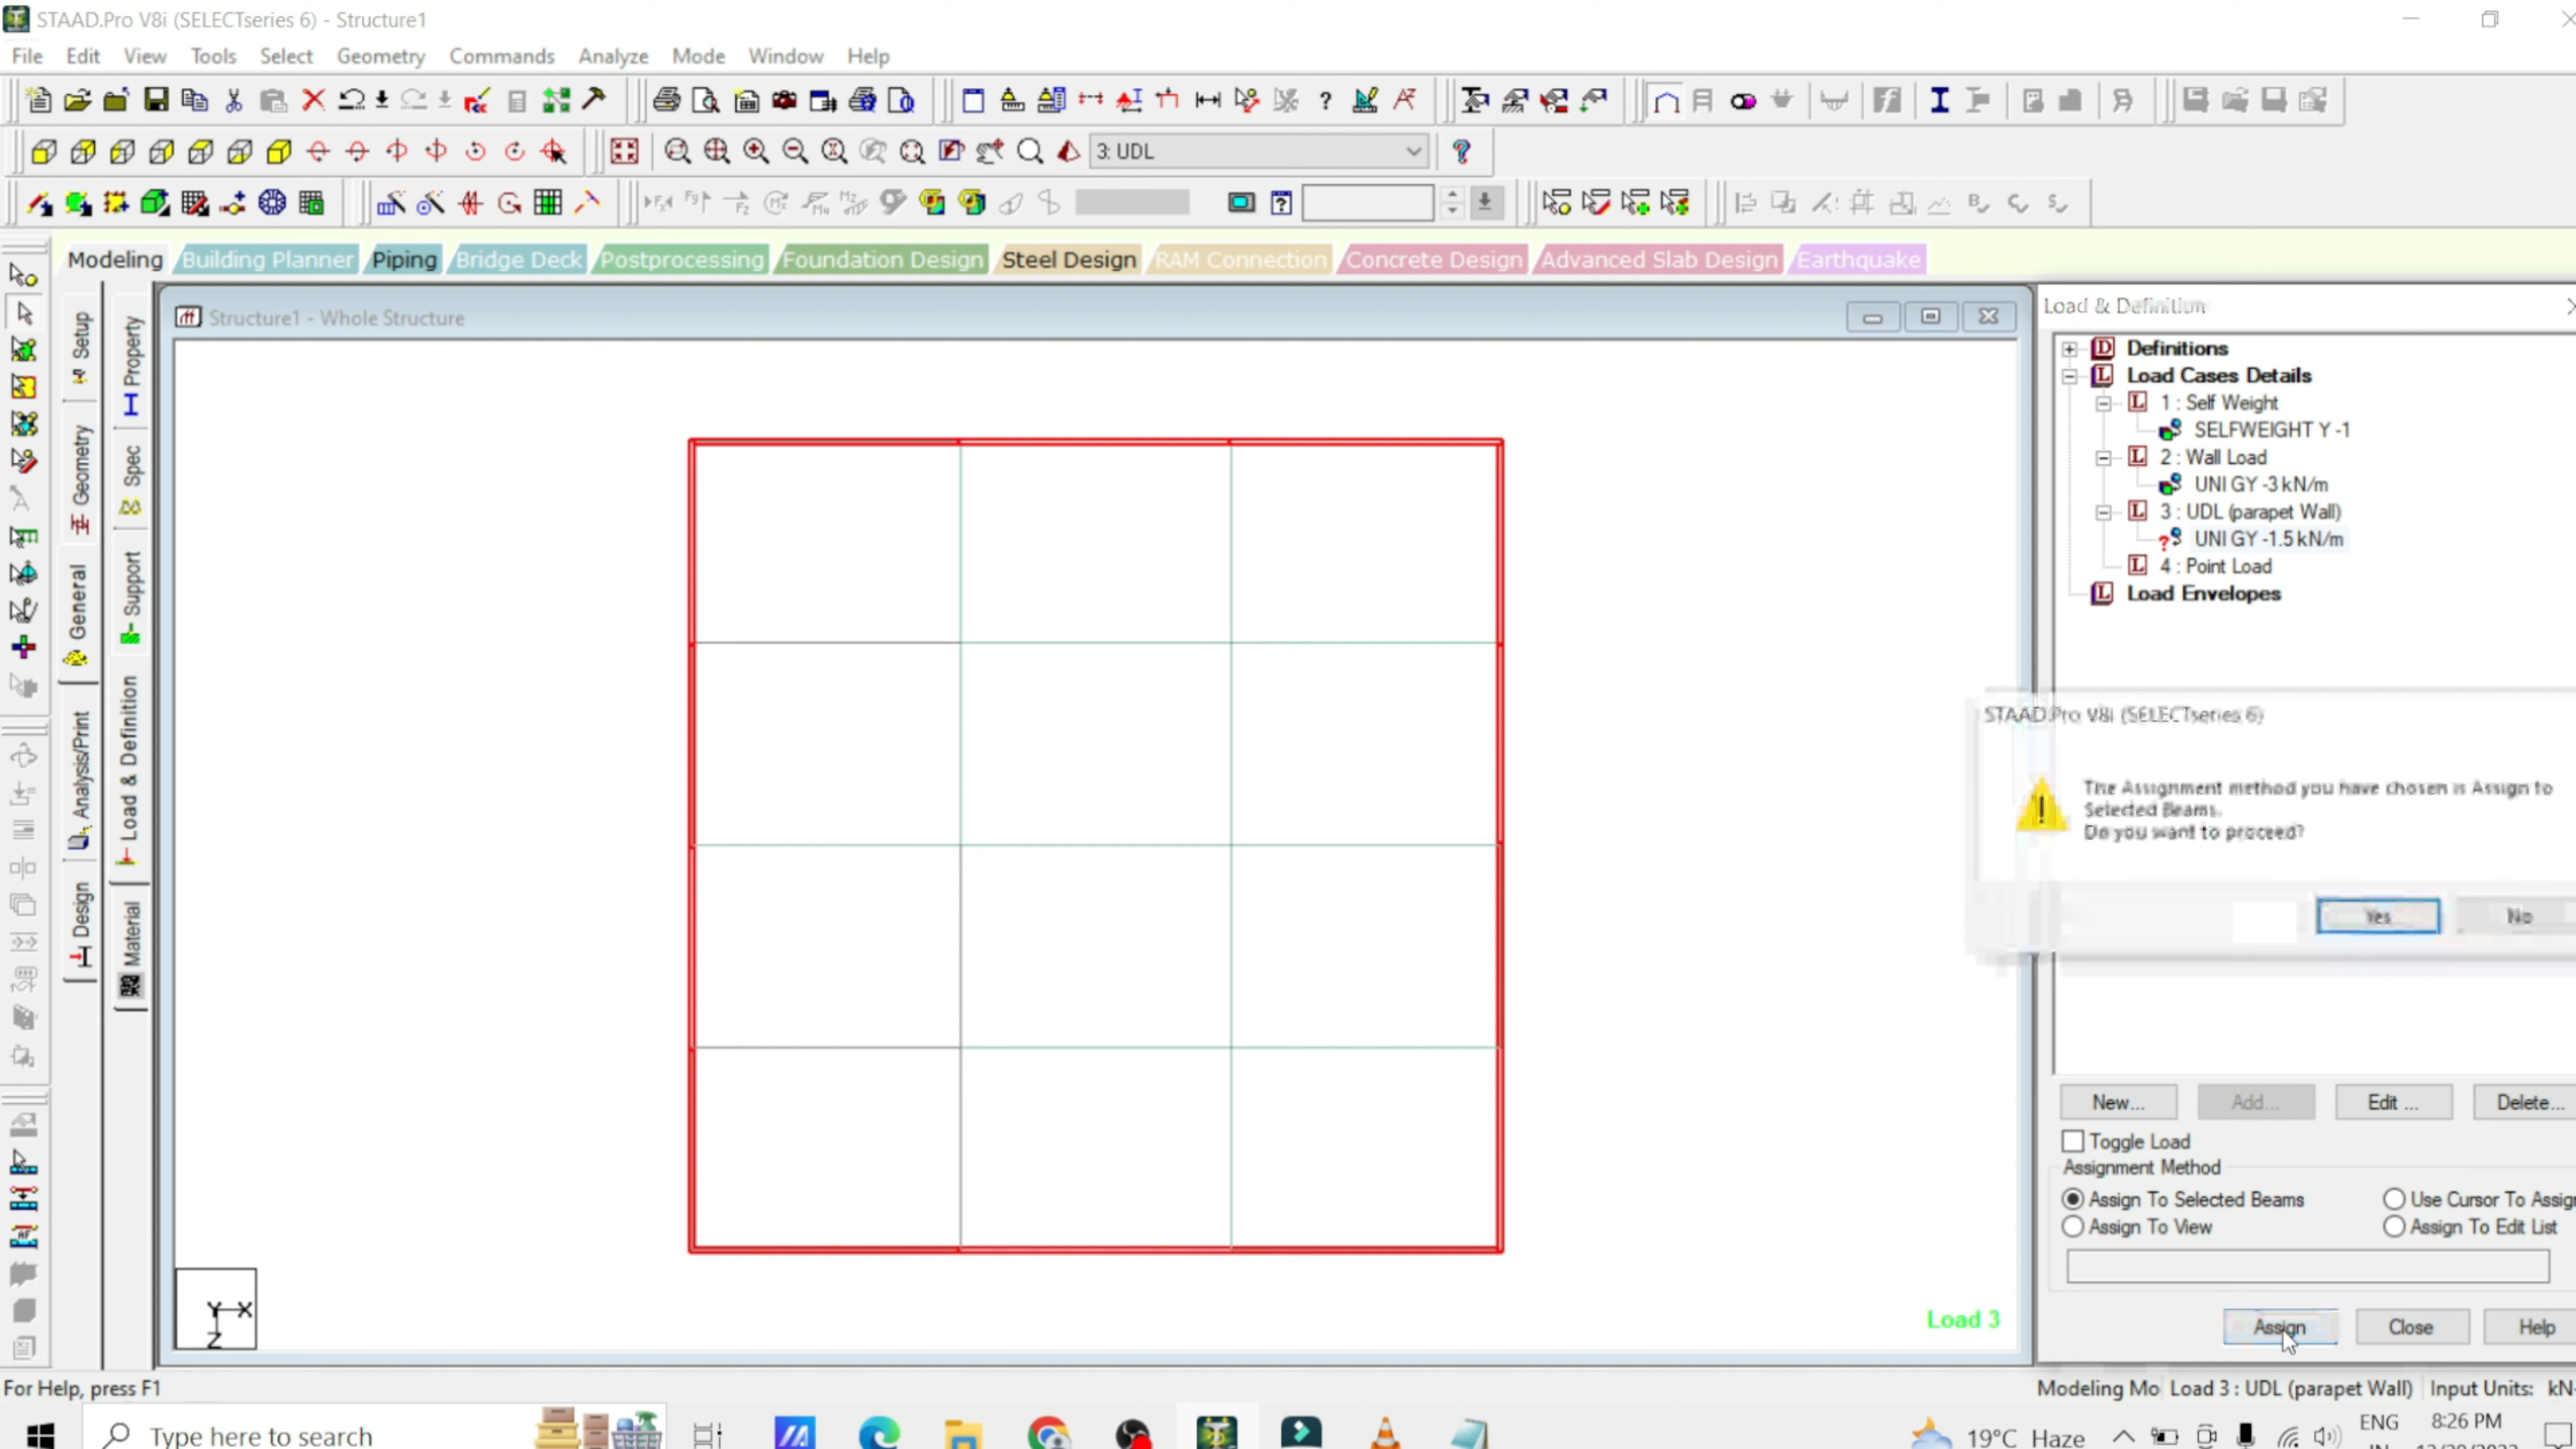 STAAD.Pro V8i (SELECTseries 6) - Structure1
File Edit View Tools Select Geometry Commands Analyze Mode Window Help
3: UDL
Modeling Building Planner Piping Bridge Deck Postprocessing Foundation Design Steel Design RAM Connection Concrete Design Advanced Slab Design Earthquake
Setup
Geometry
General
Analysis/Print
Design
Property
Spec
Support
Load & Definition
Material
Structure1 - Whole Structure
Load 3
Y X
Z
Load & Definition
Definitions
Load Cases Details
1 : Self Weight
SELFWEIGHT Y -1
2 : Wall Load
UNI GY -3 kN/m
3 : UDL (parapet Wall)
UNI GY -1.5 kN/m
4 : Point Load
Load Envelopes
STAAD.Pro V8i (SELECTseries 6)
The Assignment method you have chosen is Assign to
Selected Beams.
Do you want to proceed?
Yes No
New... Add... Edit ... Delete...
Toggle Load
Assignment Method
Assign To Selected Beams Use Cursor To Assig
Assign To View Assign To Edit List
Assign Close Help
For Help, press F1
Modeling Mo Load 3 : UDL (parapet Wall) Input Units: kN
Type here to search
19°C Haze
ENG 8:26 PM